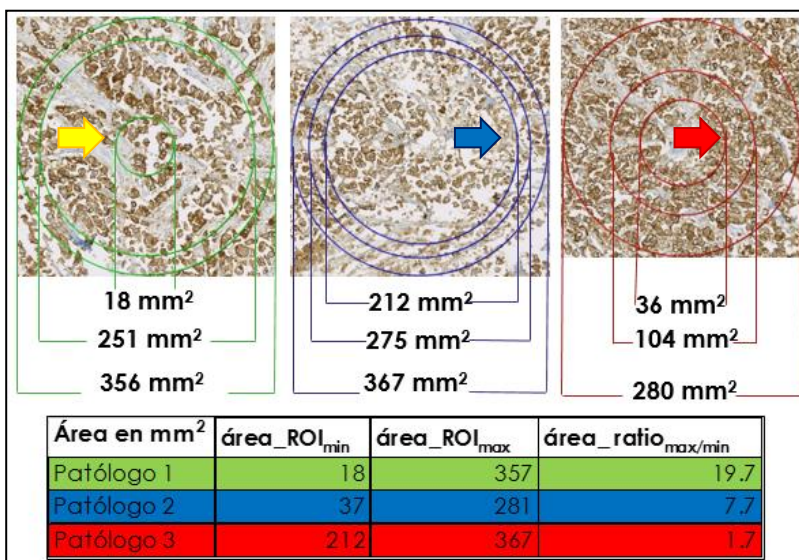 18 mm² 212 mm² 36 mm²
251 mm² 275 mm² 104 mm²
356 mm² 367 mm² 280 mm²
Área en mm² área_ROImin área_ROImax área_ratiomax/min
Patólogo 1 18 357 19.7
Patólogo 2 37 281 7.7
Patólogo 3 212 367 1.7